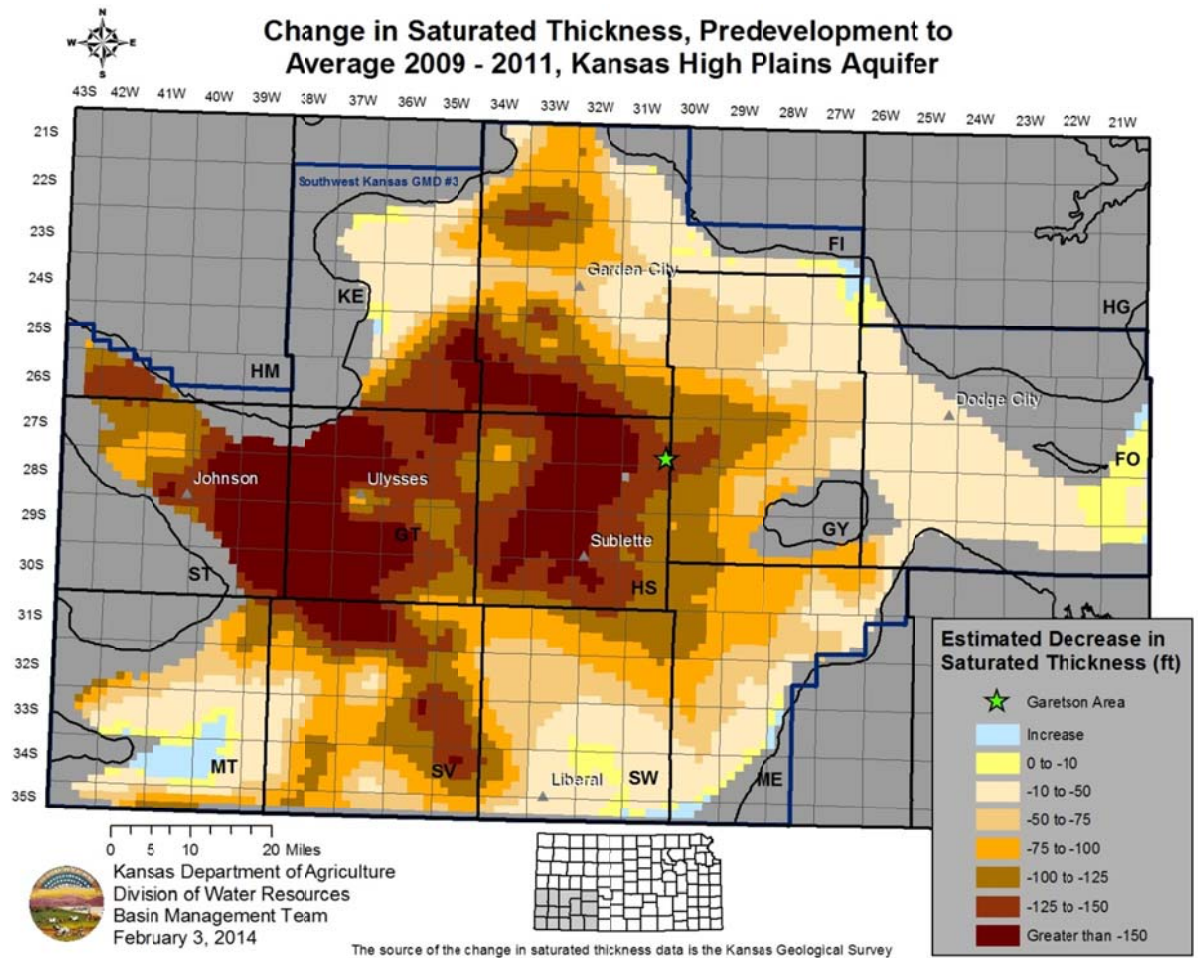 Change in Saturated Thickness, Predevelopment to
Average 2009 - 2011, Kansas High Plains Aquifer
N
W E
S
43S 42W 41W 40W 39W 38W 37W 36W 35W 34W 33W 32W 31W 30W 29W 28W 27W 26W 25W 24W 23W 22W 21W
21S
22S
23S
24S
25S
26S
27S
28S
29S
30S
31S
32S
33S
34S
35S
Southwest Kansas GMD #3
FI
Garden City
KE
HG
HM
Dodge City
FO
Johnson
Ulysses
GY
GT
Sublette
ST
HS
MT
SV
Liberal
SW
ME
Estimated Decrease in
Saturated Thickness (ft)
Garetson Area
Increase
0 to -10
-10 to -50
-50 to -75
-75 to -100
-100 to -125
-125 to -150
Greater than -150
0 5 10 20 Miles
Kansas Department of Agriculture
Division of Water Resources
Basin Management Team
February 3, 2014
The source of the change in saturated thickness data is the Kansas Geological Survey